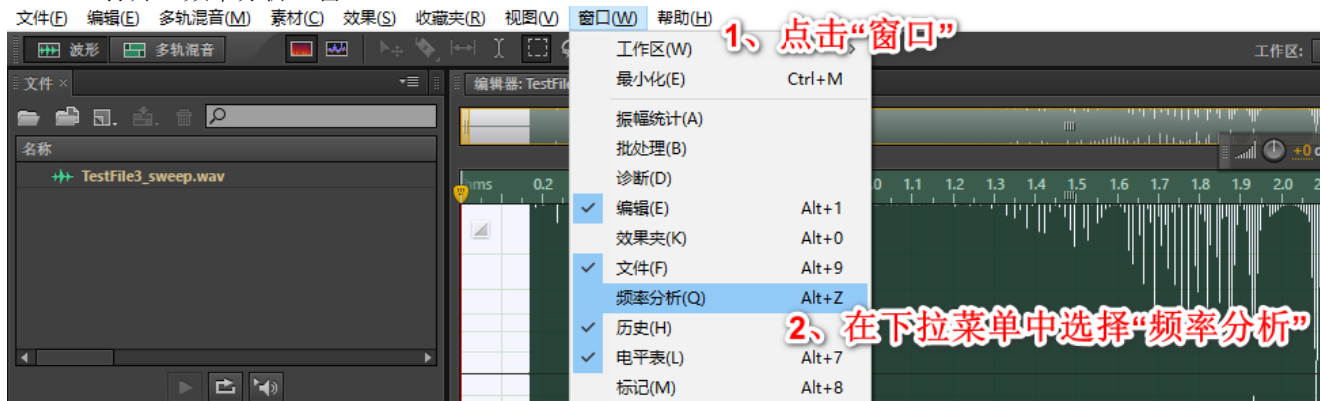 文件(F) 编辑(E) 多轨混音(M) 素材(C) 效果(S) 收藏夹(R) 视图(V) 窗口(W) 帮助(H)
1、点击“窗口”
波形 多轨混音
工作区:
文件 ×
编辑器: TestFile
名称
TestFile3_sweep.wav
工作区(W)
最小化(E) Ctrl+M
振幅统计(A)
批处理(B)
诊断(D)
编辑(E) Alt+1
效果夹(K) Alt+0
文件(F) Alt+9
频率分析(Q) Alt+Z
历史(H)
电平表(L) Alt+7
标记(M) Alt+8
+0
hms 0.2 1.1 1.2 1.3 1.4 1.5 1.6 1.7 1.8 1.9 2.0
2、在下拉菜单中选择“频率分析”